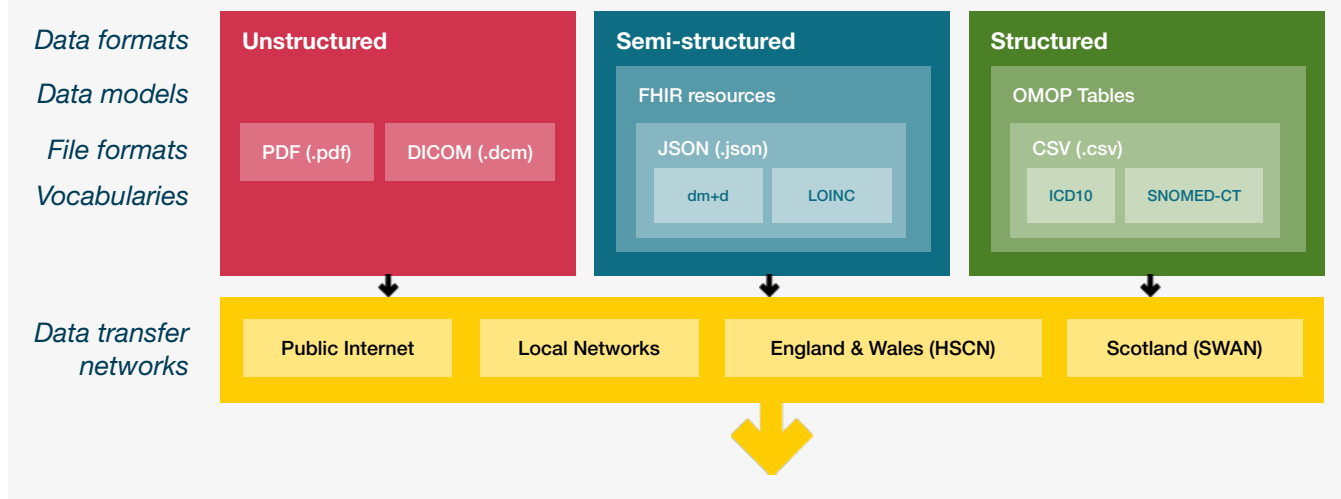 Data formats
Unstructured
Semi-structured
Structured
Data models
FHIR resources
OMOP Tables
File formats
PDF (.pdf)
DICOM (.dcm)
JSON (.json)
CSV (.csv)
Vocabularies
dm+d
LOINC
ICD10
SNOMED-CT
Data transfer
networks
Public Internet
Local Networks
England & Wales (HSCN)
Scotland (SWAN)